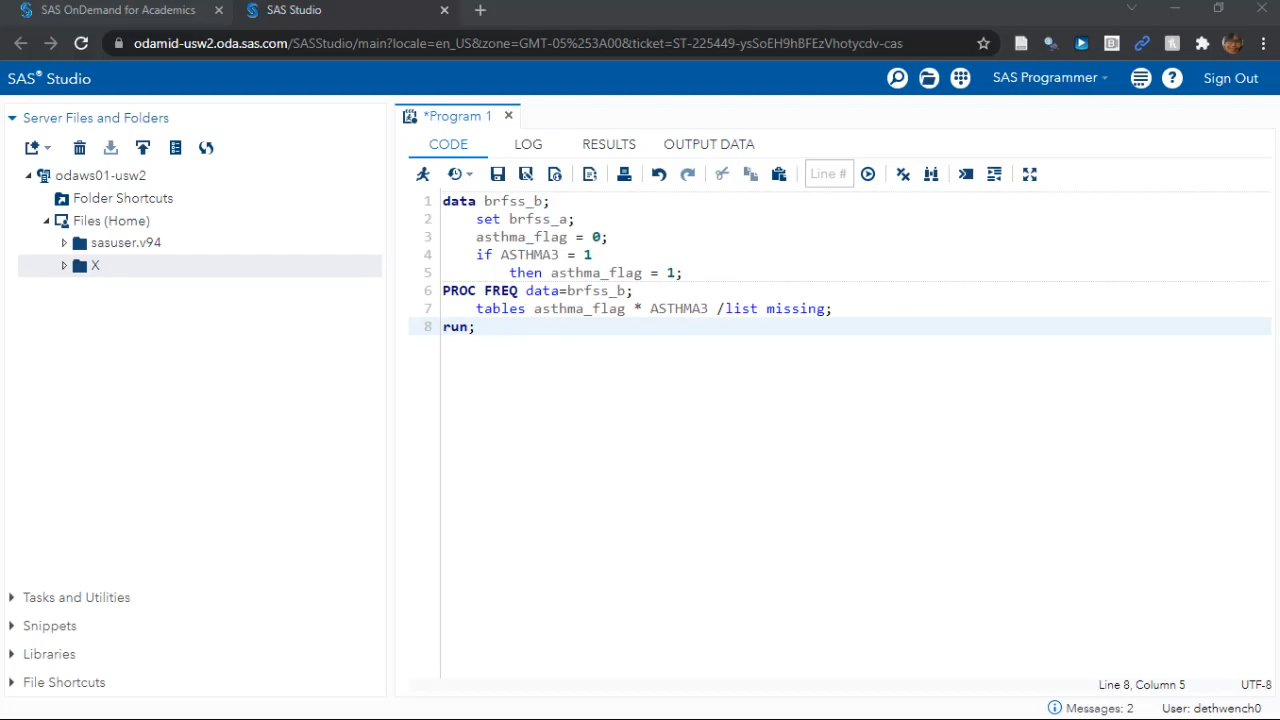 SAS OnDemand for Academics
SAS Studio
odamid-usw2.oda.sas.com/SASStudio/main?locale=en_US&zone=GMT-05%253A00&ticket=ST-225449-ysSoEH9hBFEzVhotycdv-cas
SAS® Studio
SAS Programmer
Sign Out
Server Files and Folders
odaws01-usw2
Folder Shortcuts
Files (Home)
sasuser.v94
X
Tasks and Utilities
Snippets
Libraries
File Shortcuts
*Program 1
CODE LOG RESULTS OUTPUT DATA
Line #
1 data brfss_b;
2 set brfss_a;
3 asthma_flag = 0;
4 if ASTHMA3 = 1
5 then asthma_flag = 1;
6 PROC FREQ data=brfss_b;
7 tables asthma_flag * ASTHMA3 /list missing;
8 run;
Line 8, Column 5 UTF-8
Messages: 2 User: dethwench0